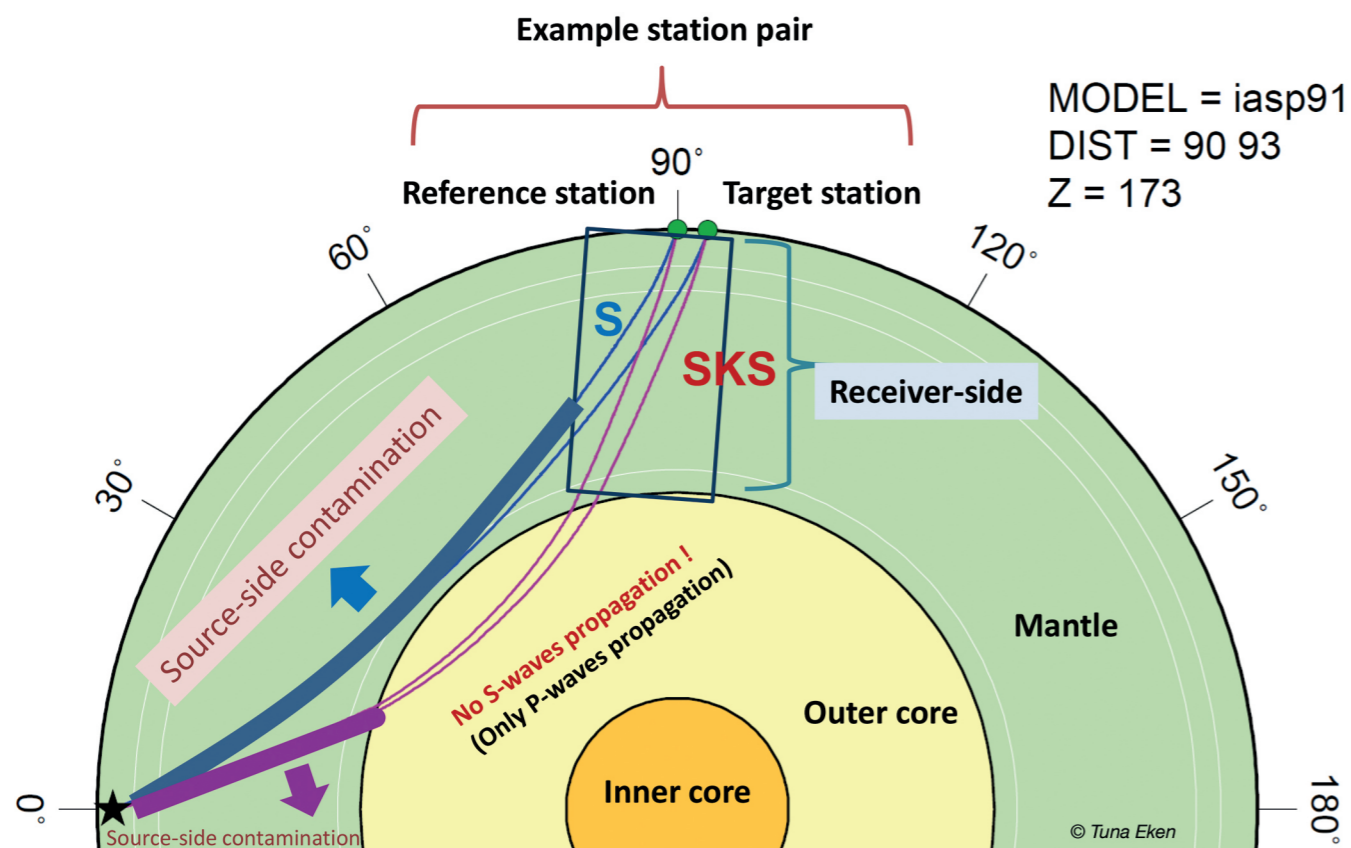 Example station pair
MODEL = iasp91
DIST = 90 93
Z = 173
90°
Reference station
Target station
60°
120°
S
SKS
Receiver-side
Source-side contamination
30°
150°
No S-waves propagation !
(Only P-waves propagation)
Mantle
Outer core
Inner core
0°
180°
Source-side contamination
© Tuna Eken